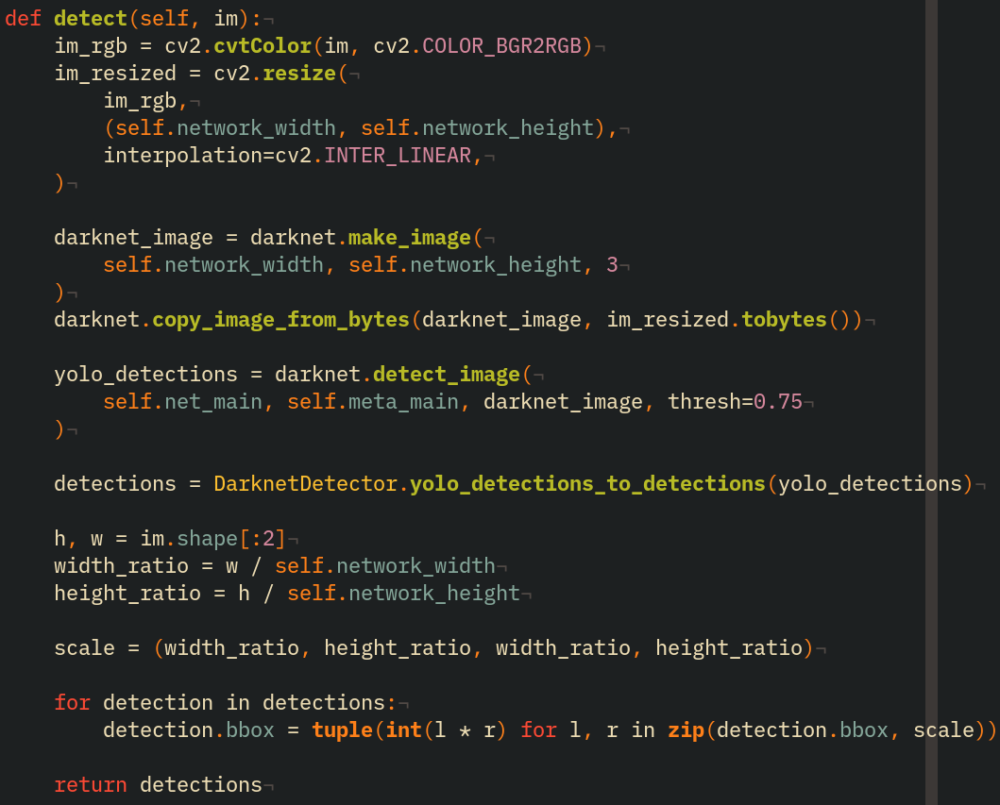 def detect(self, im):¬
    im_rgb = cv2.cvtColor(im, cv2.COLOR_BGR2RGB)¬
    im_resized = cv2.resize(¬
        im_rgb,¬
        (self.network_width, self.network_height),¬
        interpolation=cv2.INTER_LINEAR,¬
    )¬

    darknet_image = darknet.make_image(¬
        self.network_width, self.network_height, 3¬
    )¬
    darknet.copy_image_from_bytes(darknet_image, im_resized.tobytes())¬

    yolo_detections = darknet.detect_image(¬
        self.net_main, self.meta_main, darknet_image, thresh=0.75¬
    )¬

    detections = DarknetDetector.yolo_detections_to_detections(yolo_detections)¬

    h, w = im.shape[:2]¬
    width_ratio = w / self.network_width¬
    height_ratio = h / self.network_height¬

    scale = (width_ratio, height_ratio, width_ratio, height_ratio)¬

    for detection in detections:¬
        detection.bbox = tuple(int(l * r) for l, r in zip(detection.bbox, scale))

    return detections¬